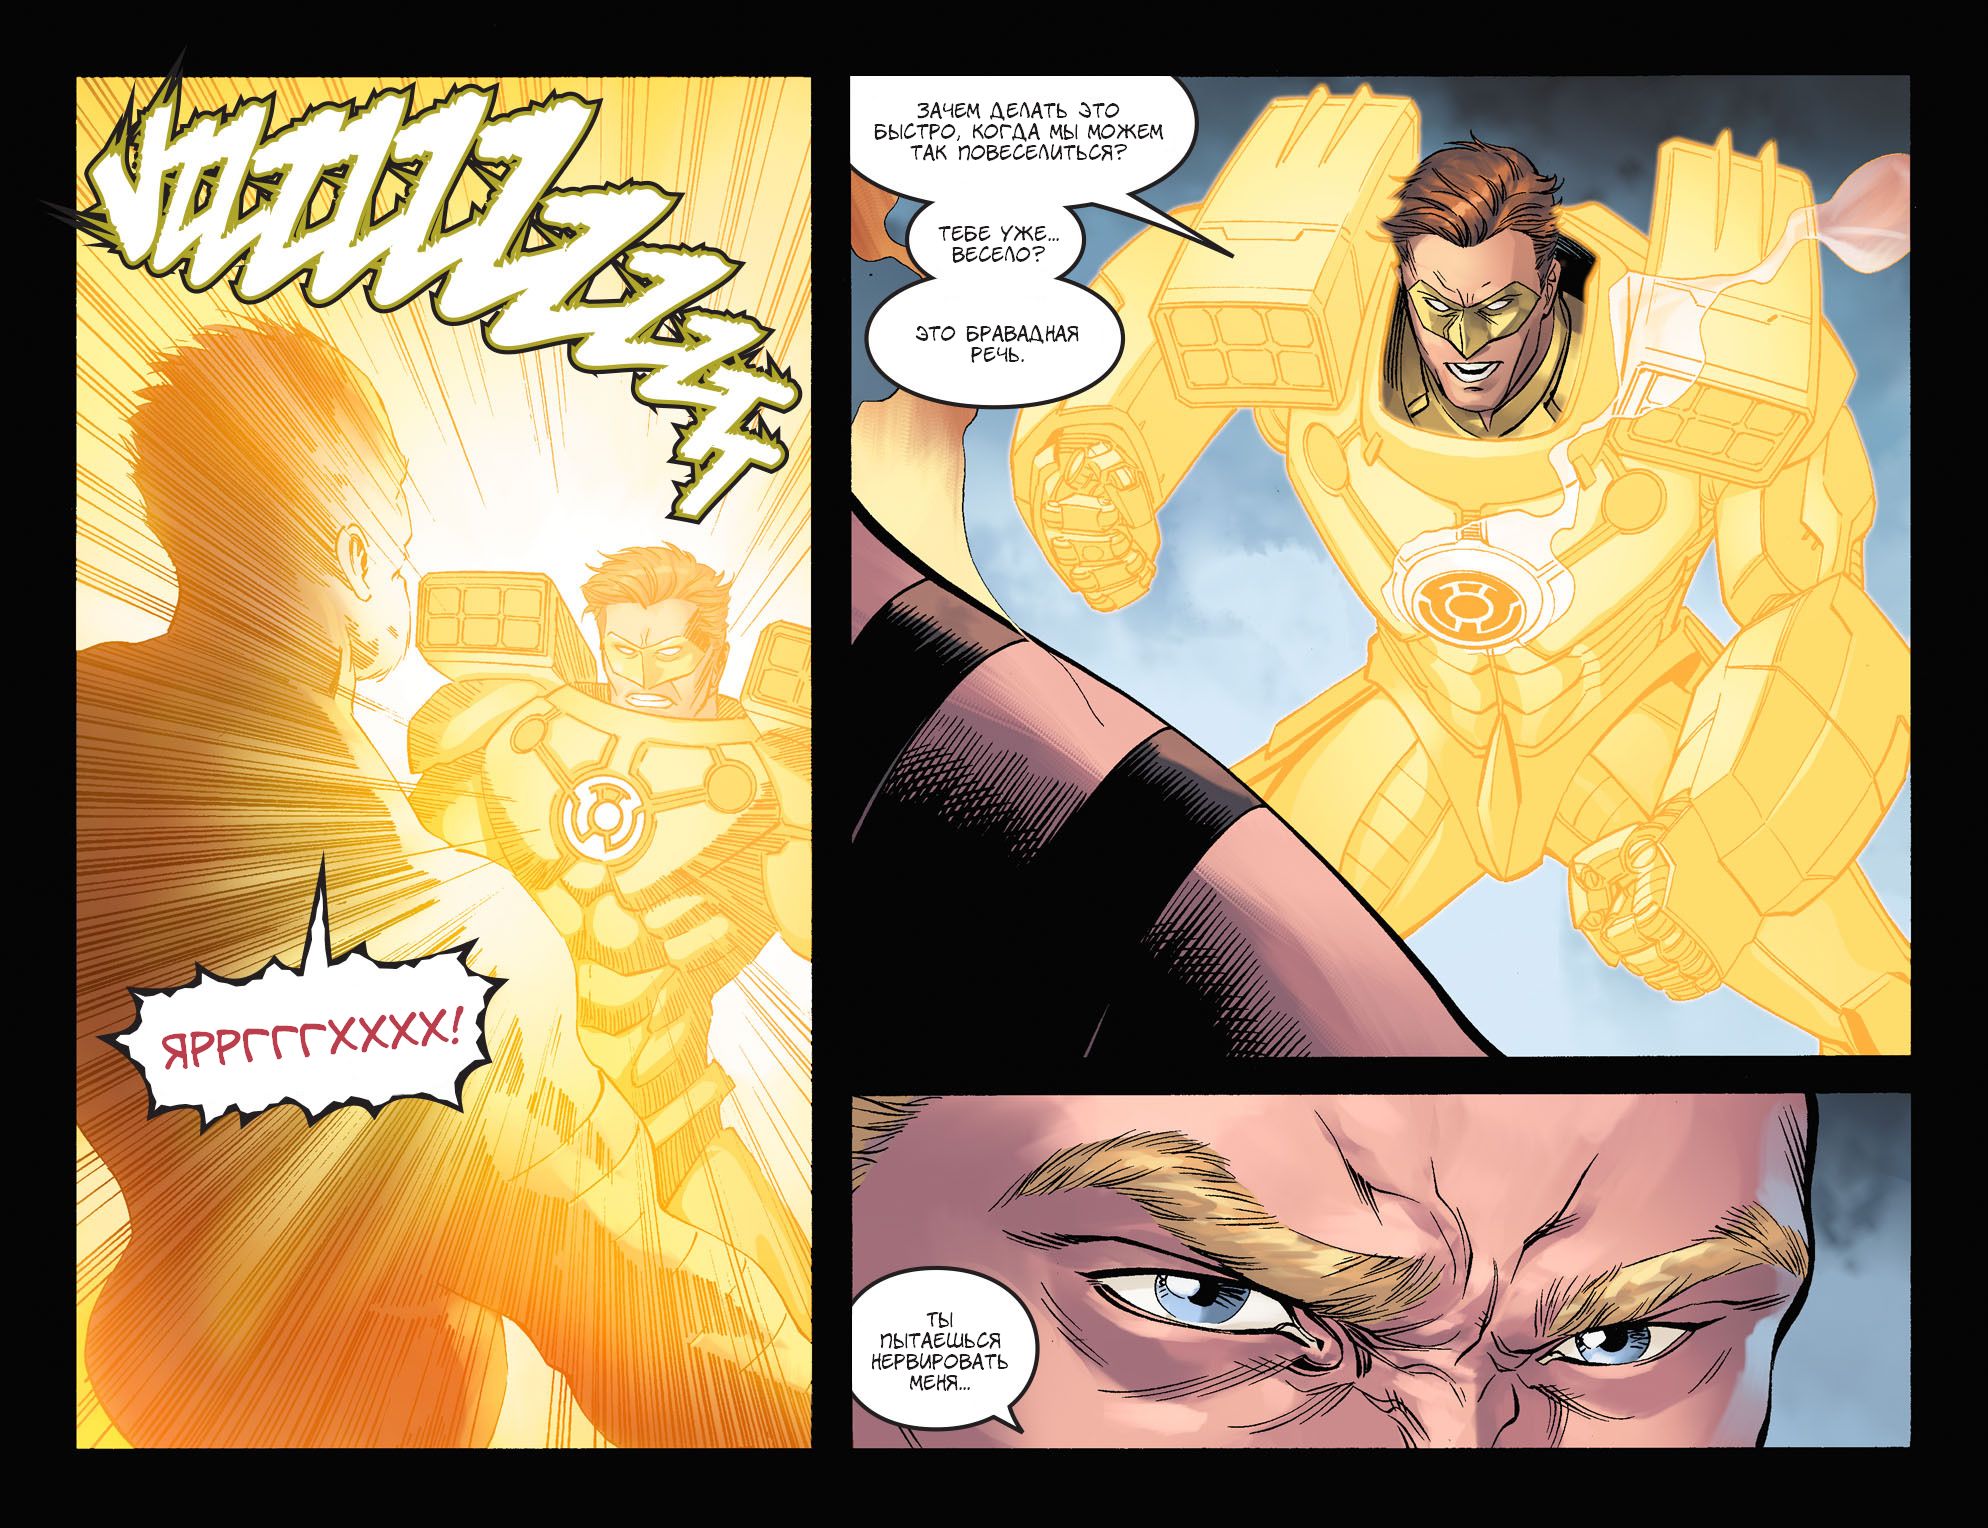 ЯРРГГГХХХХ!
ЗАЧЕМ ДЕЛАТЬ ЭТО
БЫСТРО, КОГДА МЫ МОЖЕМ
ТАК ПОВЕСЕЛИТЬСЯ?
ТЕБЕ УЖЕ...
ВЕСЕЛО?
ЭТО БРАВАДНАЯ
РЕЧЬ.
ТЫ
ПЫТАЕШЬСЯ
НЕРВИРОВАТЬ
МЕНЯ...